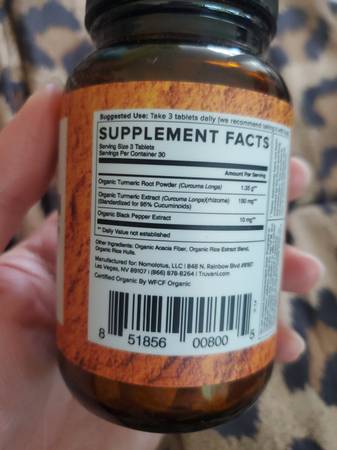 Suggested Use: Take 3 tablets daily (we recommend
SUPPLEMENT FACTS
Serving Size 3 Tablets
Servings Per Container 30
Amount Per Serving
Organic Turmeric Root Powder (Curcuma Longa) 1.35 g**
Organic Turmeric Extract (Curcuma Longa)(rhizome) 190 mg**
(Standardized for 95% Curcuminoids)
Organic Black Pepper Extract 10 mg**
** Daily Value not established
Other Ingredients: Organic Acacia Fiber, Organic Rice Extract Blend,
Organic Rice Hulls.
Manufactured for: Nomolotus, LLC | 848 N. Rainbow Blvd
Las Vegas, NV 89107 | (866) 878-8264 | Truvani.com
Certified Organic By WFCF Organic
8 51856 00800 5